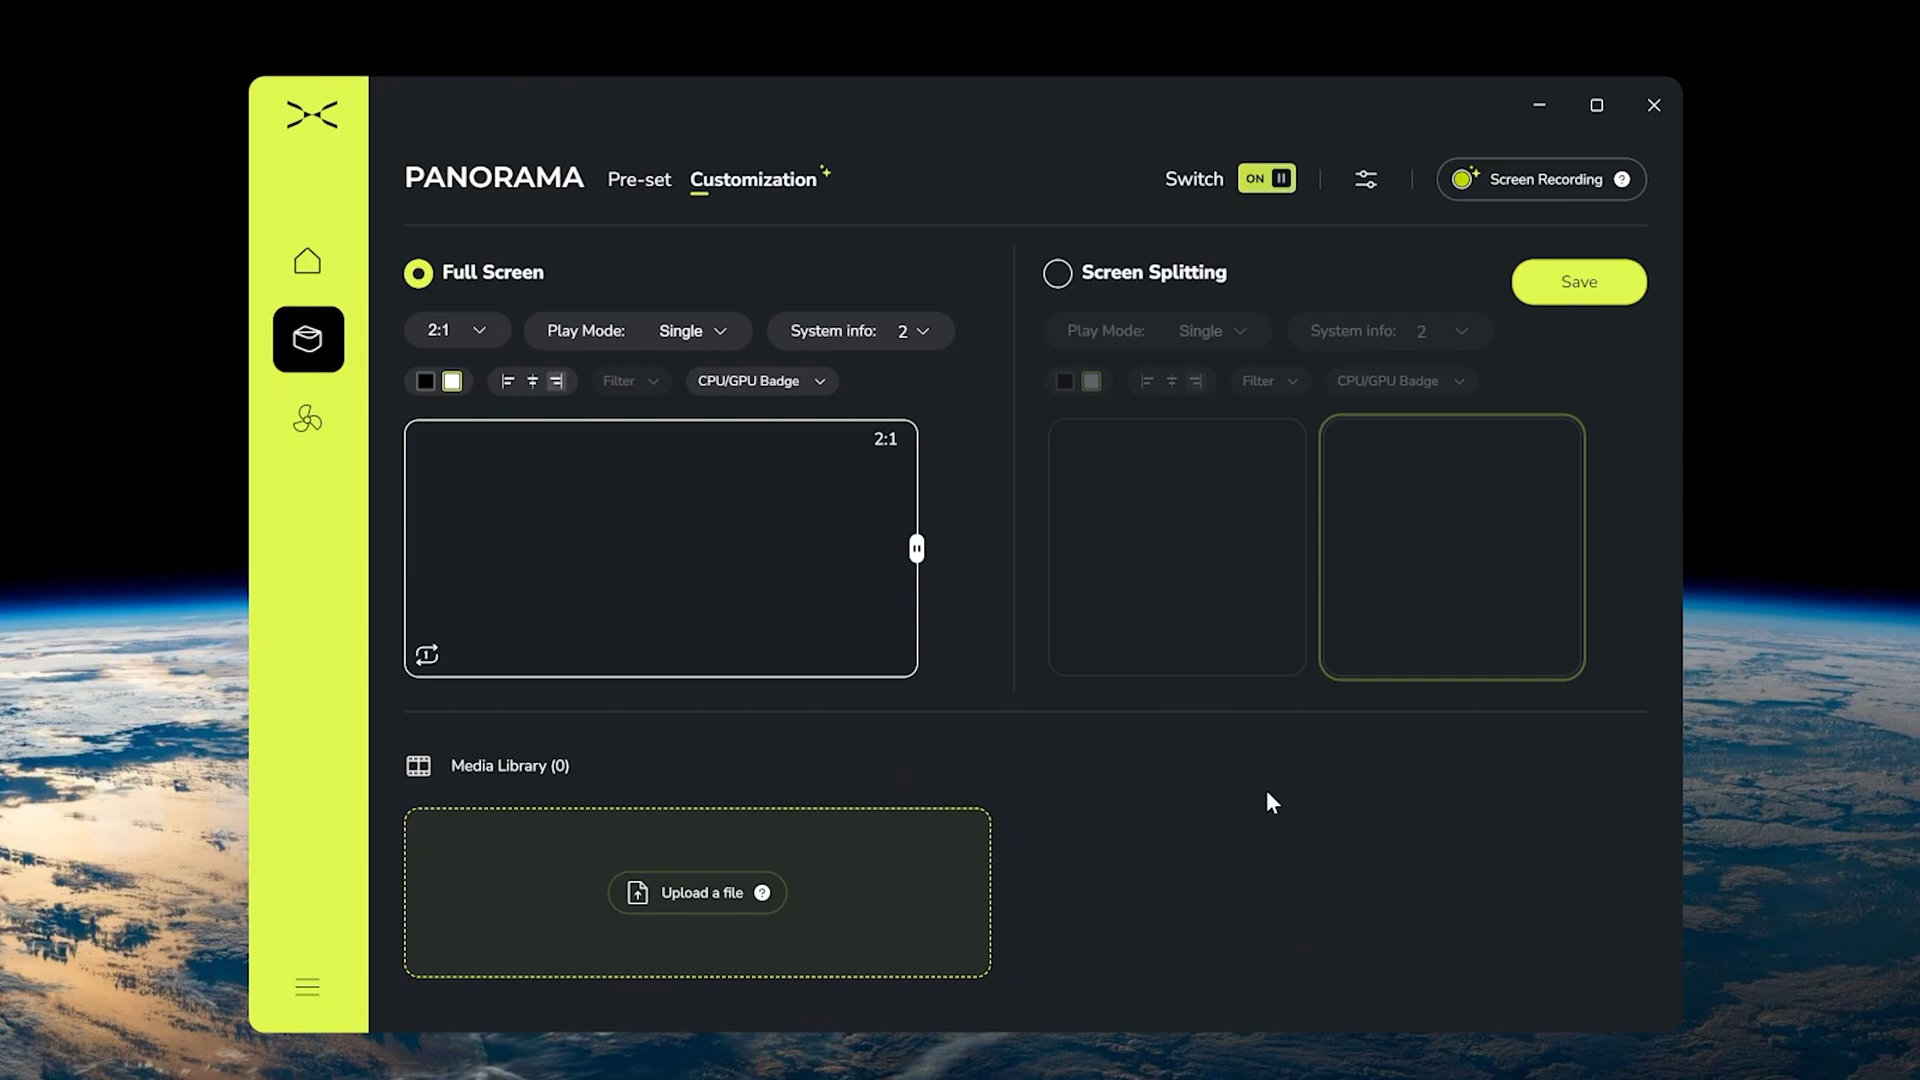 PANORAMA Pre-set Customization Switch ON Screen Recording ?
Full Screen Screen Splitting Save
2:1 Play Mode: Single System info: 2 Play Mode: Single System info: 2
Filter CPU/GPU Badge Filter CPU/GPU Badge
2:1
1
Media Library (0)
Upload a file ?